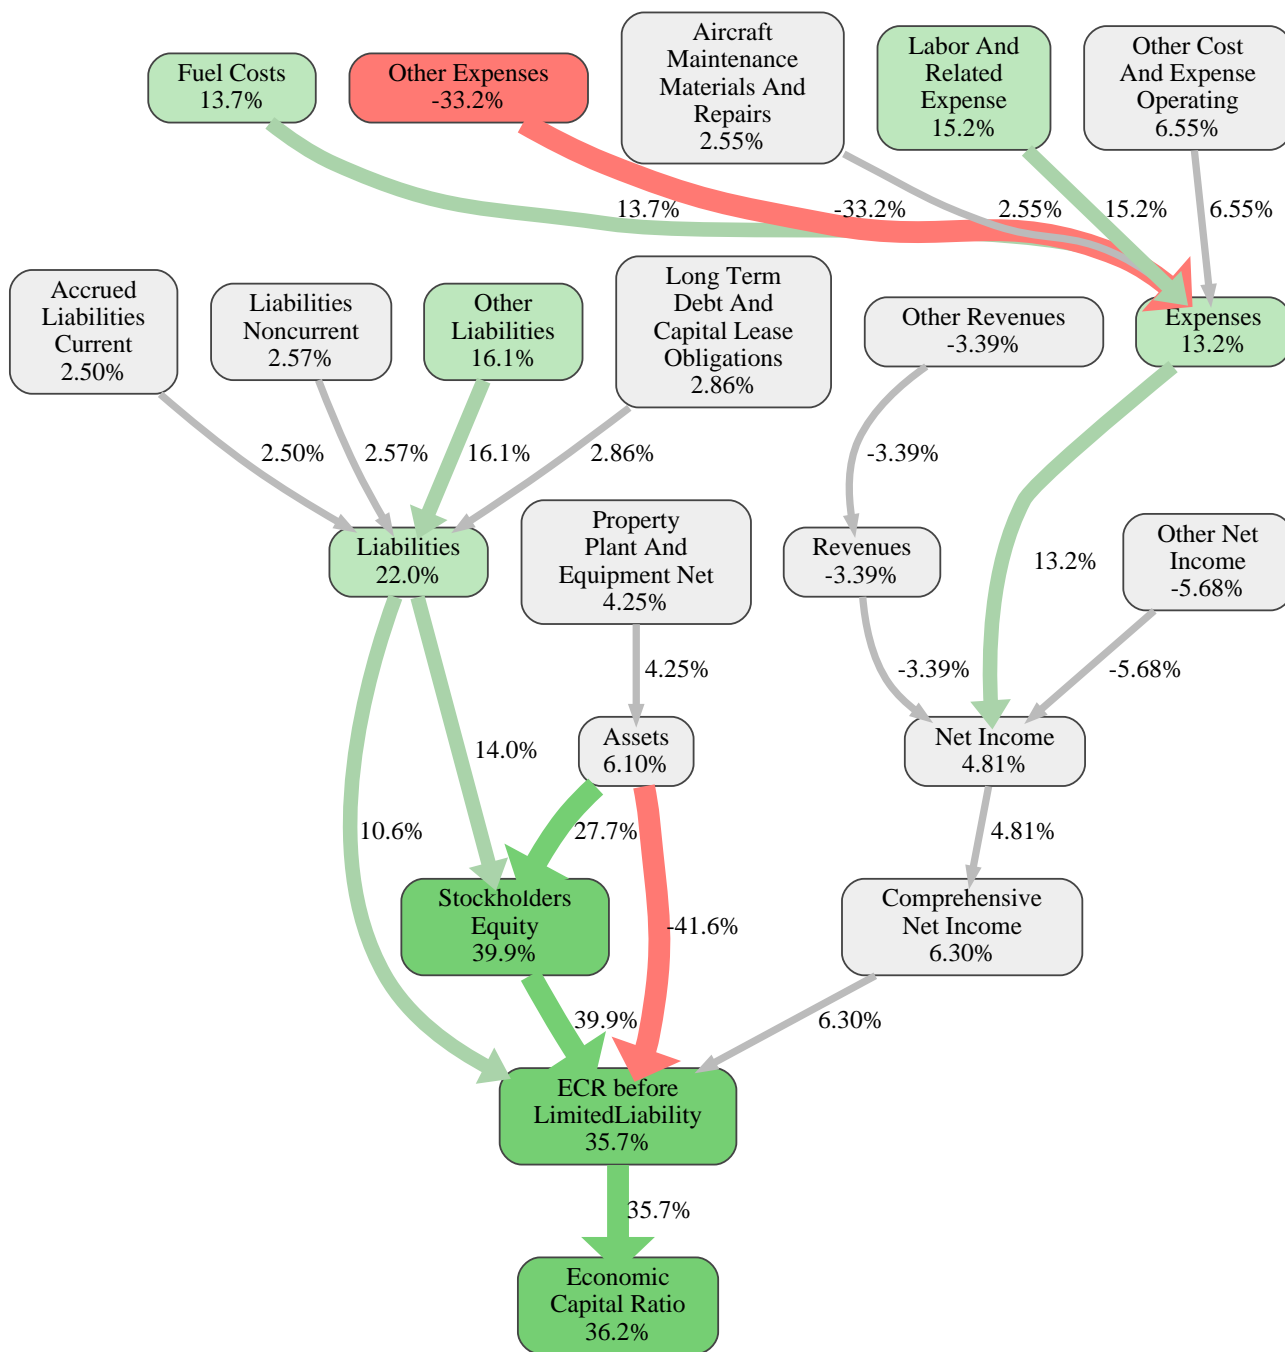 Fuel Costs
13.7%
Other Expenses
-33.2%
Aircraft
Maintenance
Materials And
Repairs
2.55%
Labor And
Related
Expense
15.2%
Other Cost
And Expense
Operating
6.55%
13.7%
-33.2%
2.55%
15.2%
6.55%
Accrued
Liabilities
Current
2.50%
Liabilities
Noncurrent
2.57%
Other
Liabilities
16.1%
Long Term
Debt And
Capital Lease
Obligations
2.86%
Other Revenues
-3.39%
Expenses
13.2%
2.50%
2.57%
16.1%
2.86%
-3.39%
Liabilities
22.0%
Property
Plant And
Equipment Net
4.25%
Revenues
-3.39%
13.2%
Other Net
Income
-5.68%
4.25%
-3.39%
-5.68%
14.0%
Assets
6.10%
Net Income
4.81%
10.6%
27.7%
4.81%
Stockholders
Equity
39.9%
-41.6%
Comprehensive
Net Income
6.30%
39.9%
6.30%
ECR before
LimitedLiability
35.7%
35.7%
Economic
Capital Ratio
36.2%